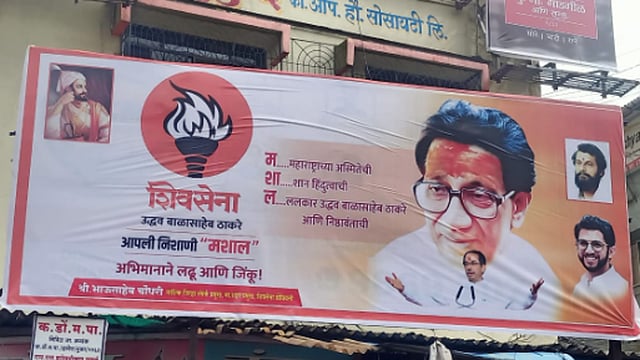 को. ऑप. हौ. सोसायटी लि.
शिवसेना
उद्धव बाळासाहेब ठाकरे
आपली निशाणी "मशाल"
अभिमानाने लढू आणि जिंकू!
म.....महाराष्ट्राच्या अस्मितेची
शा.....शान हिंदुत्वाची
ल.....ललकार उद्धव बाळासाहेब ठाकरे
आणि निष्ठावंताची
श्री भाऊसाहेब चौधरी
क.डों.म.पा.